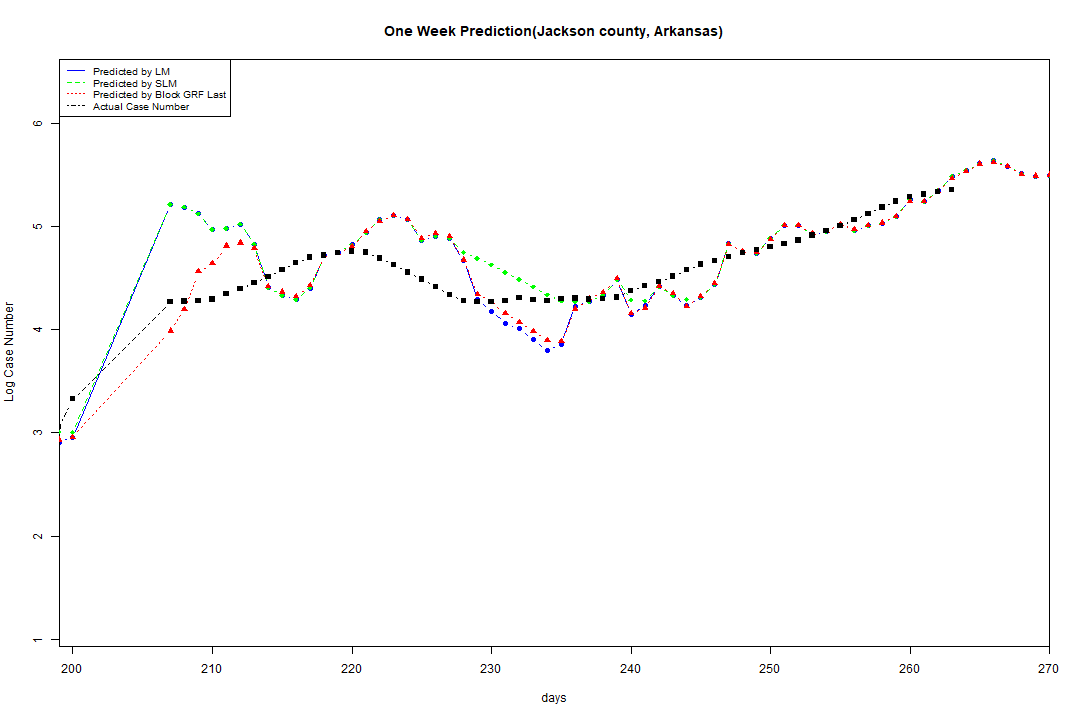 One Week Prediction(Jackson county, Arkansas)
Predicted by LM
Predicted by SLM
Predicted by Block GRF Last
Actual Case Number
6
5
4
3
2
1
Log Case Number
200 210 220 230 240 250 260 270
days